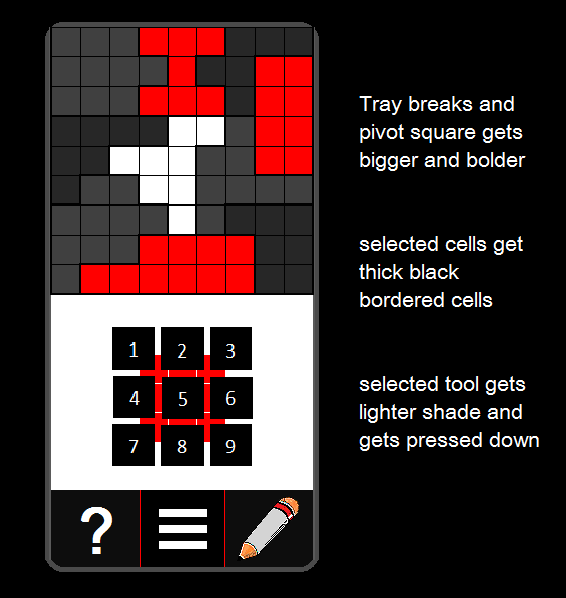 Tray breaks and
pivot square gets
bigger and bolder
selected cells get
thick black
bordered cells
1 2 3
4 5 6
7 8 9
selected tool gets
lighter shade and
gets pressed down
?